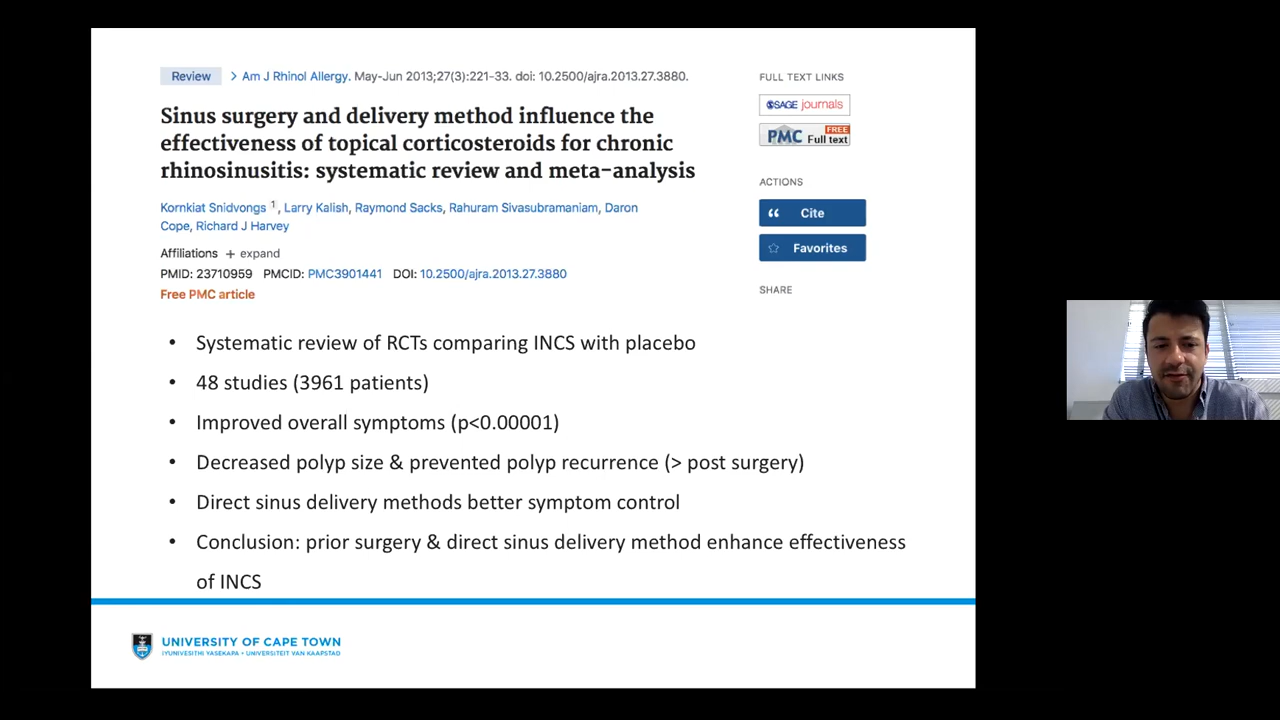 Review > Am J Rhinol Allergy. May-Jun 2013;27(3):221-33. doi: 10.2500/ajra.2013.27.3880.
Sinus surgery and delivery method influence the
effectiveness of topical corticosteroids for chronic
rhinosinusitis: systematic review and meta-analysis
Kornkiat Snidvongs 1, Larry Kalish, Raymond Sacks, Rahuram Sivasubramaniam, Daron
Cope, Richard J Harvey
Affiliations + expand
PMID: 23710959 PMCID: PMC3901441 DOI: 10.2500/ajra.2013.27.3880
Free PMC article
FULL TEXT LINKS
SAGE journals
PMC FREE Full text
ACTIONS
Cite
Favorites
SHARE
• Systematic review of RCTs comparing INCS with placebo
• 48 studies (3961 patients)
• Improved overall symptoms (p<0.00001)
• Decreased polyp size & prevented polyp recurrence (> post surgery)
• Direct sinus delivery methods better symptom control
• Conclusion: prior surgery & direct sinus delivery method enhance effectiveness
of INCS
UNIVERSITY OF CAPE TOWN
IYUNIVESITHI YASEKAPA • UNIVERSITEIT VAN KAAPSTAD